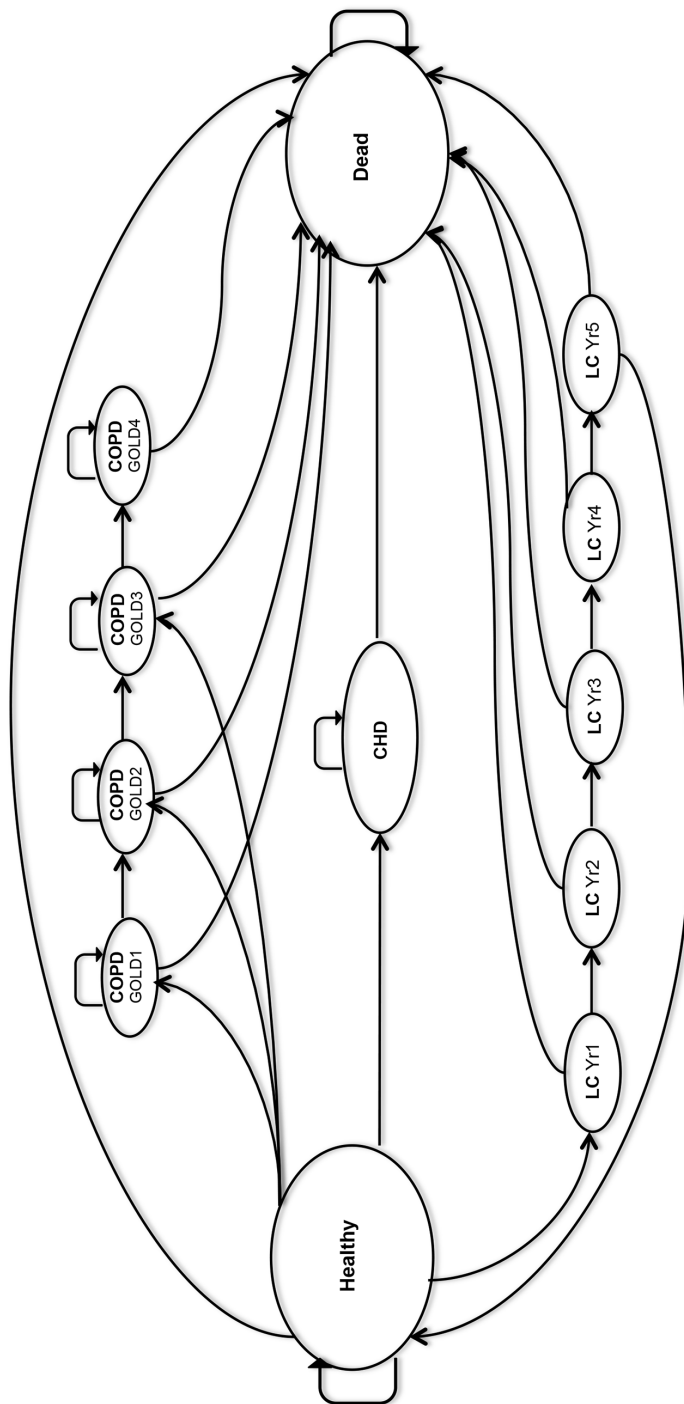 COPD
GOLD1
COPD
GOLD2
COPD
GOLD3
COPD
GOLD4
Healthy
CHD
Dead
LC Yr1
LC Yr2
LC Yr3
LC Yr4
LC Yr5